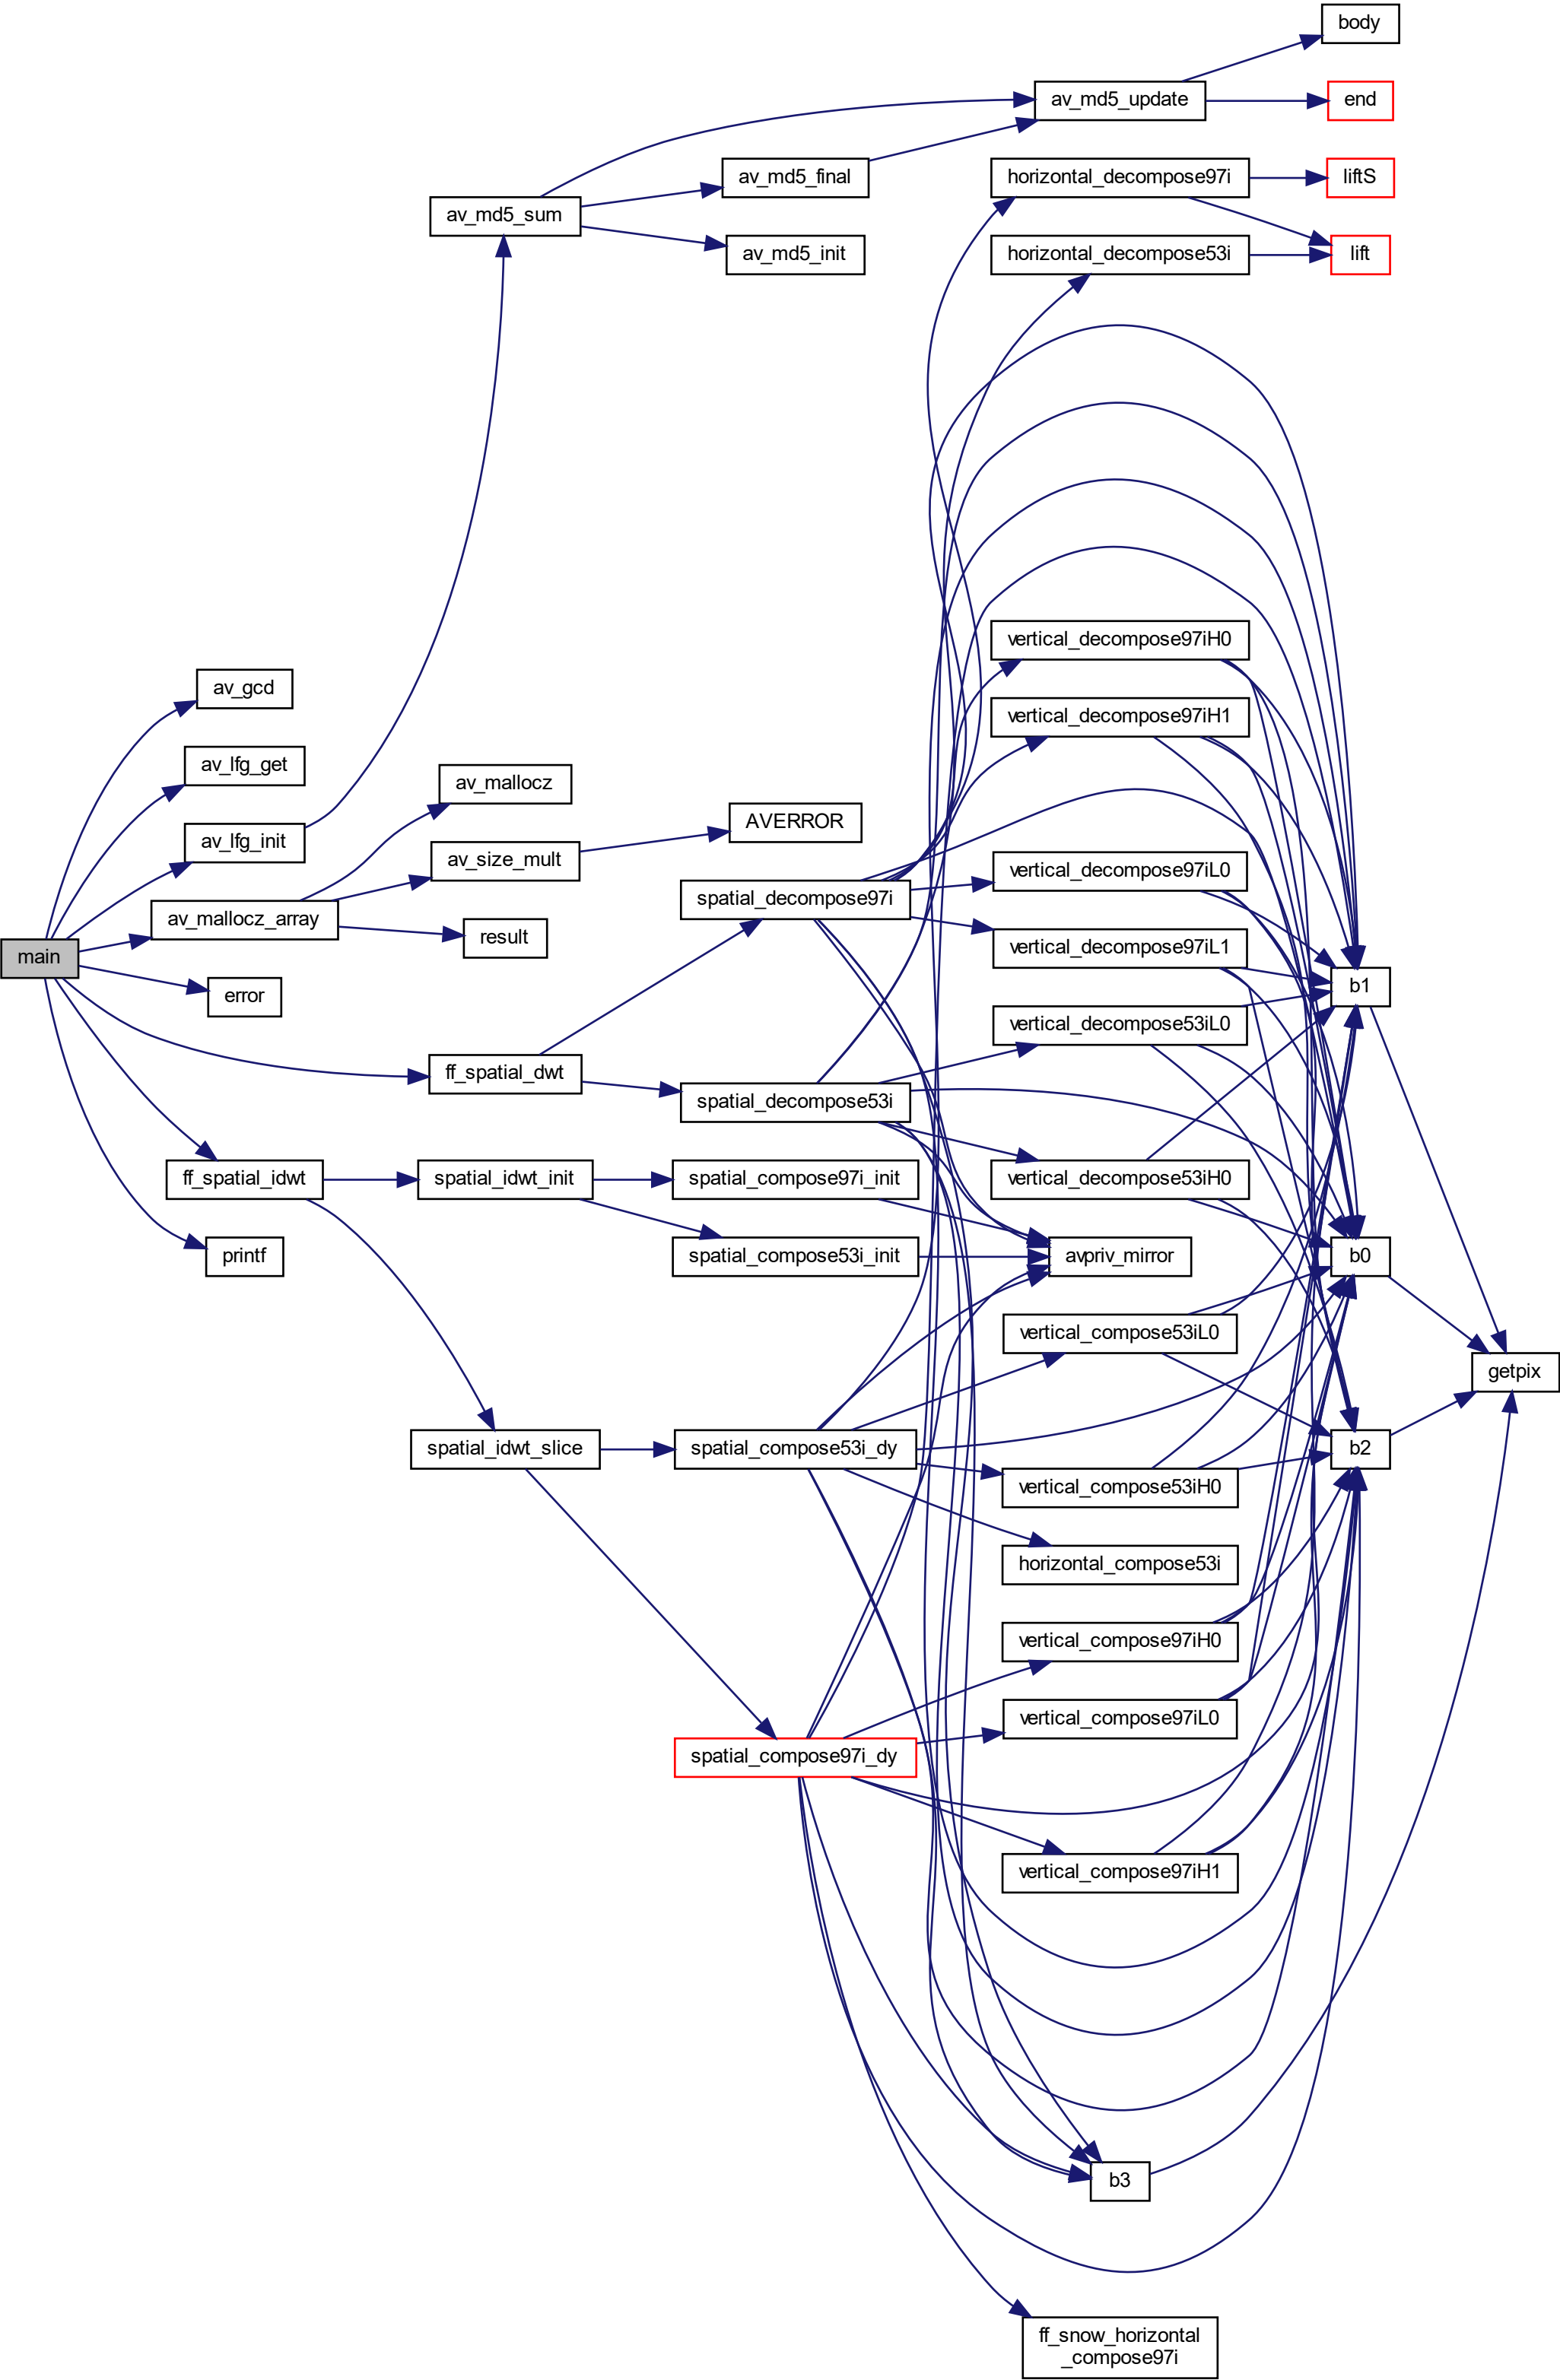 body
av_md5_update
end
av_md5_final
horizontal_decompose97i
liftS
av_md5_sum
av_md5_init
horizontal_decompose53i
lift
vertical_decompose97iH0
av_gcd
vertical_decompose97iH1
av_lfg_get
av_mallocz
AVERROR
av_lfg_init
av_size_mult
vertical_decompose97iL0
spatial_decompose97i
av_mallocz_array
result
vertical_decompose97iL1
main
error
b1
vertical_decompose53iL0
ff_spatial_dwt
spatial_decompose53i
ff_spatial_idwt
spatial_idwt_init
spatial_compose97i_init
vertical_decompose53iH0
printf
spatial_compose53i_init
avpriv_mirror
b0
vertical_compose53iL0
getpix
spatial_idwt_slice
spatial_compose53i_dy
b2
vertical_compose53iH0
horizontal_compose53i
vertical_compose97iH0
vertical_compose97iL0
spatial_compose97i_dy
vertical_compose97iH1
b3
ff_snow_horizontal
_compose97i